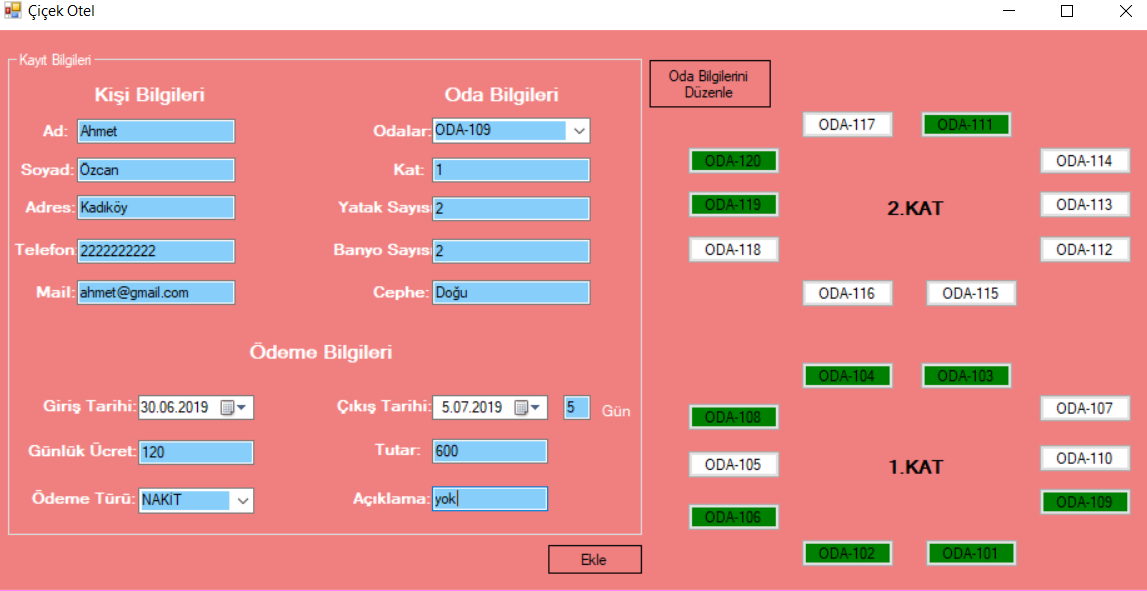 Çiçek Otel
Kayıt Bilgileri
Kişi Bilgileri
Ad: Ahmet
Soyad: Özcan
Adres: Kadıköy
Telefon: 2222222222
Mail: ahmet@gmail.com
Oda Bilgileri
Odalar: ODA-109
Kat: 1
Yatak Sayısı 2
Banyo Sayısı 2
Cephe: Doğu
Ödeme Bilgileri
Giriş Tarihi: 30.06.2019
Çıkış Tarihi: 5.07.2019 5 Gün
Günlük Ücret: 120
Tutar: 600
Ödeme Türü: NAKİT
Açıklama: yok
Ekle
Oda Bilgilerini
Düzenle
ODA-117 ODA-111
ODA-120 ODA-114
ODA-119 2.KAT ODA-113
ODA-118 ODA-112
ODA-116 ODA-115
ODA-104 ODA-103
ODA-108 ODA-107
ODA-105 1.KAT ODA-110
ODA-106 ODA-109
ODA-102 ODA-101